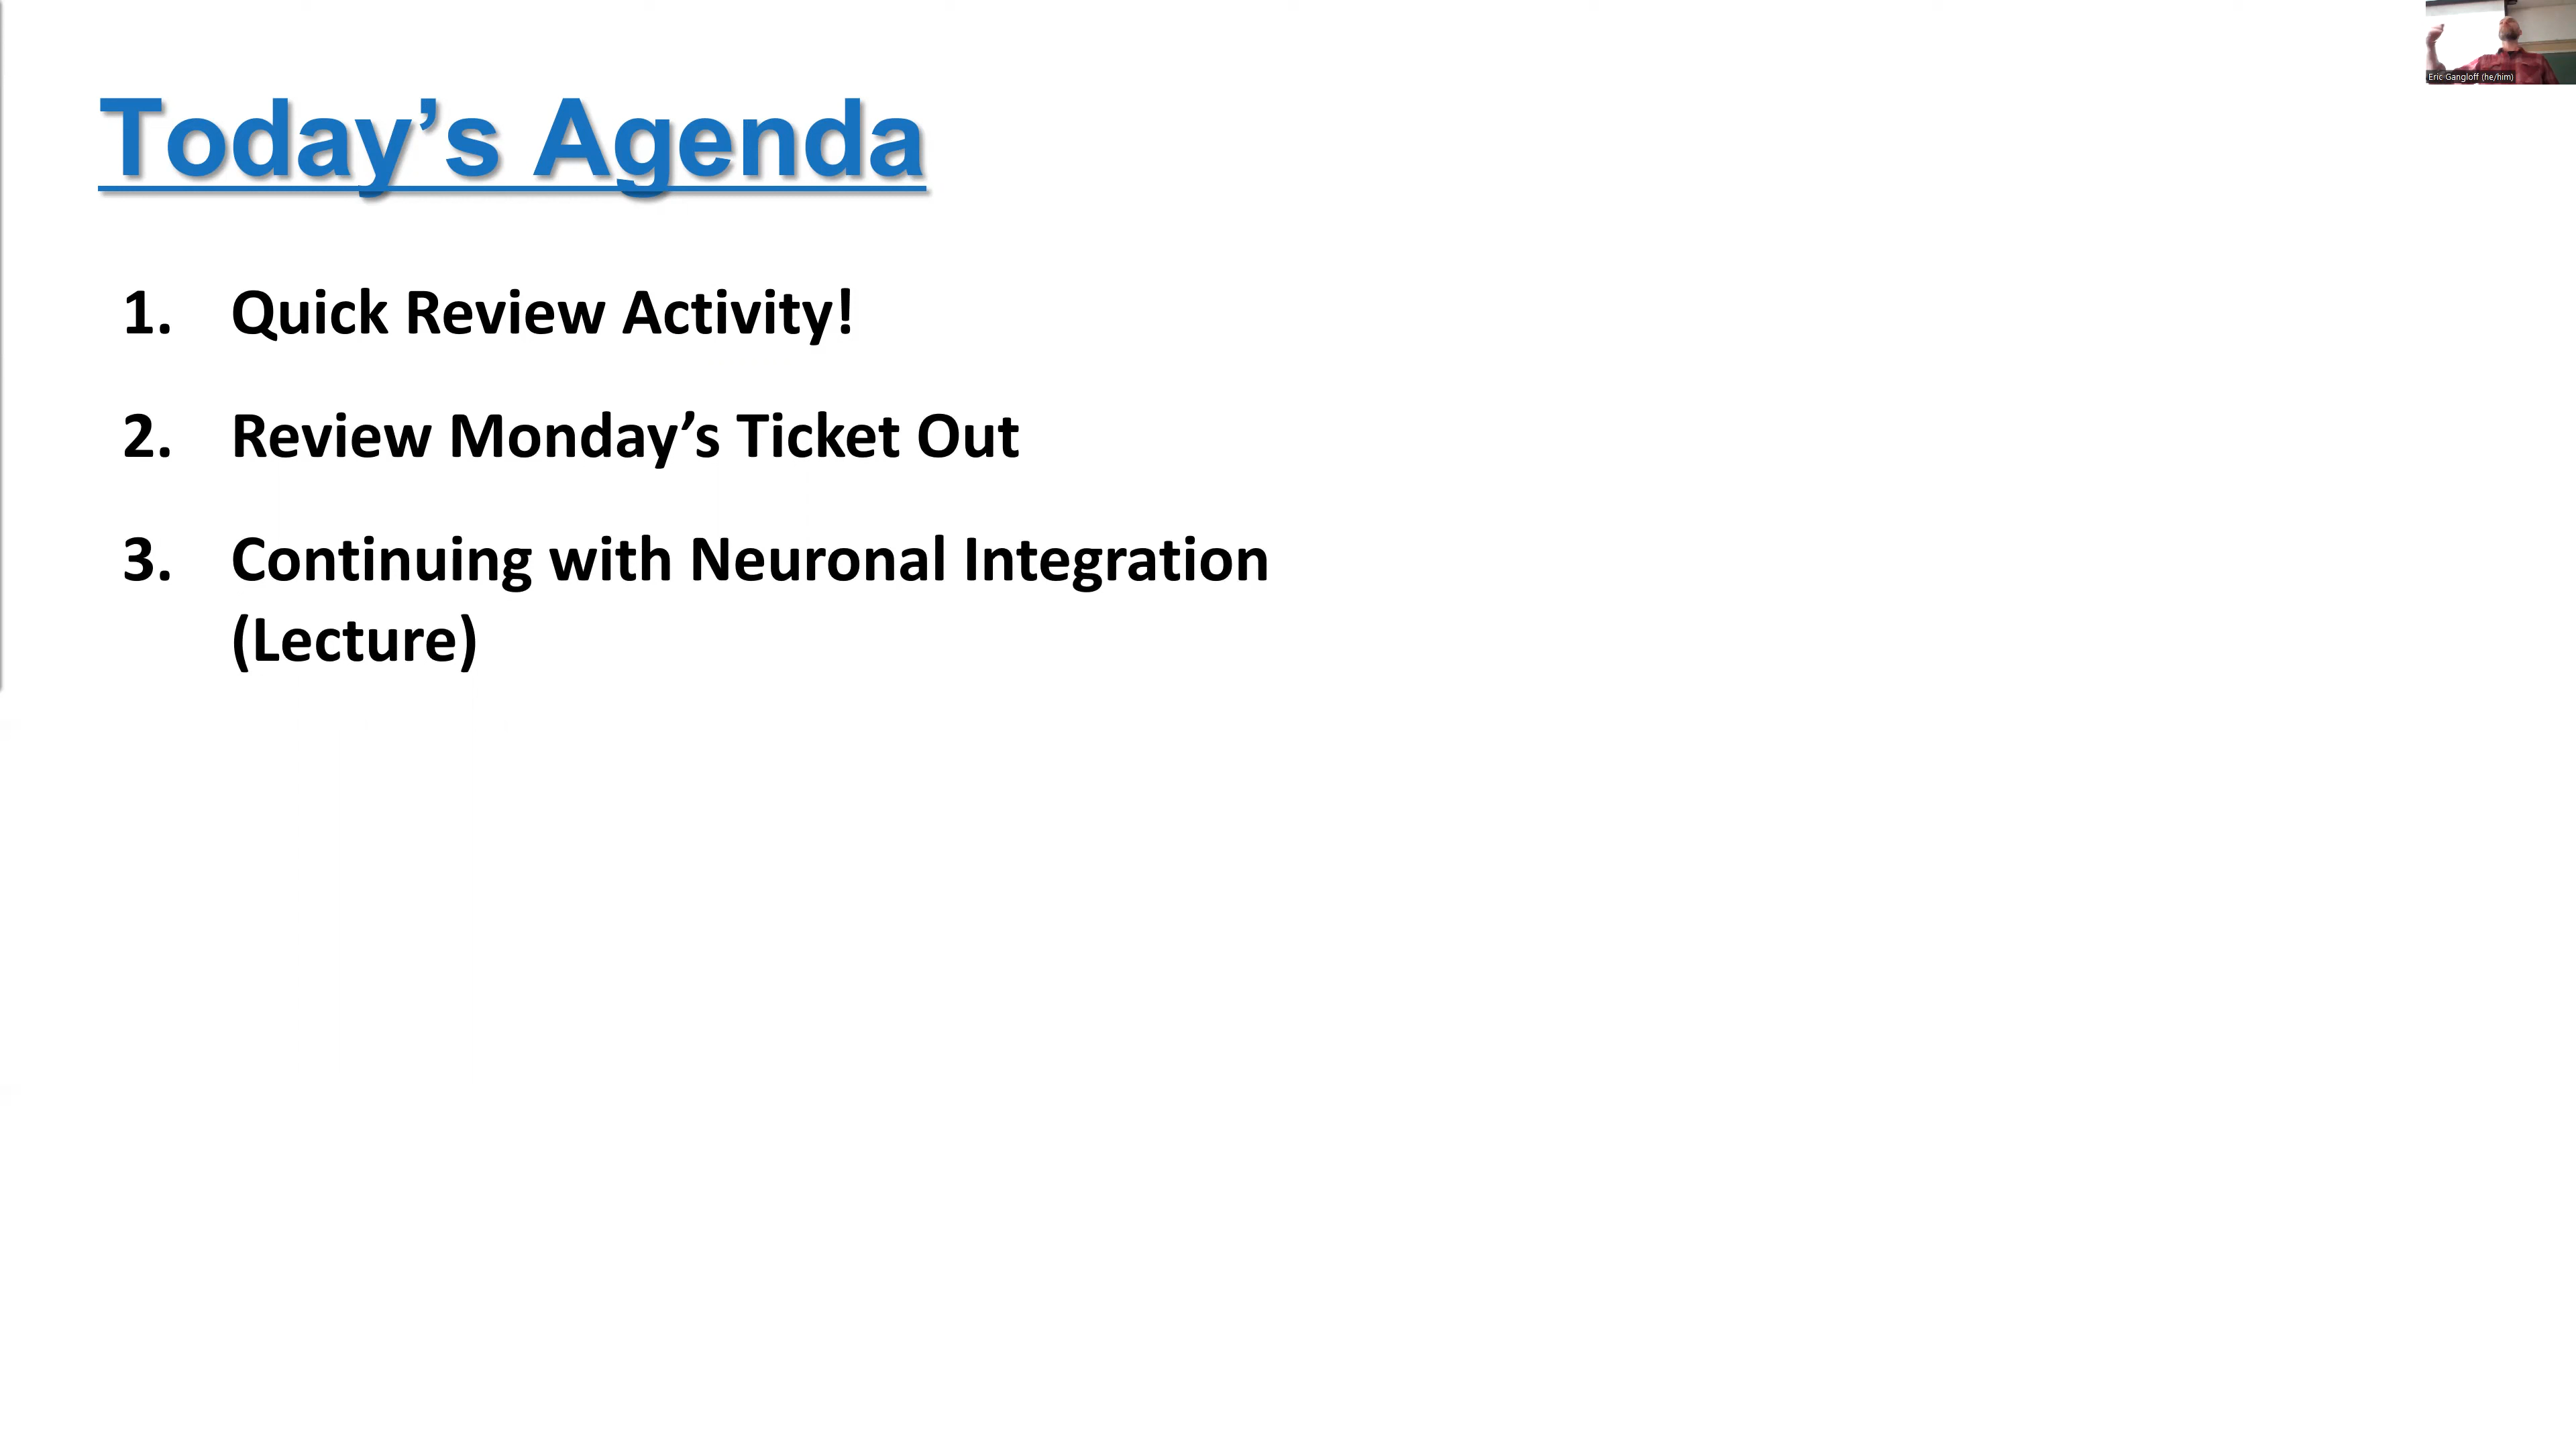 Today’s Agenda
1. Quick Review Activity!
2. Review Monday’s Ticket Out
3. Continuing with Neuronal Integration
(Lecture)
Eric Gangloff (he/him)